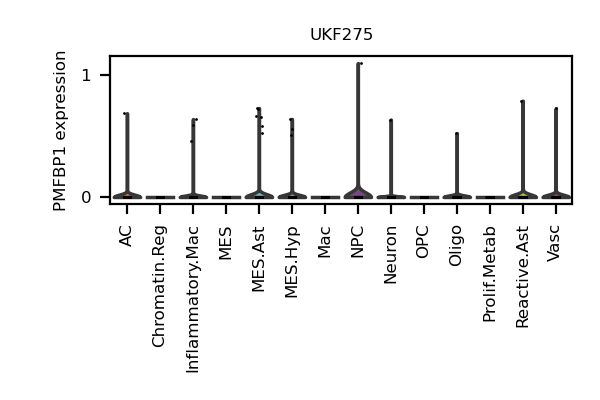 UKF275
PMFBP1 expression
1
0
AC
Chromatin.Reg
Inflammatory.Mac
MES
MES.Ast
MES.Hyp
Mac
NPC
Neuron
OPC
Oligo
Prolif.Metab
Reactive.Ast
Vasc